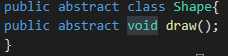 public abstract class Shape{
public abstract void draw();
}